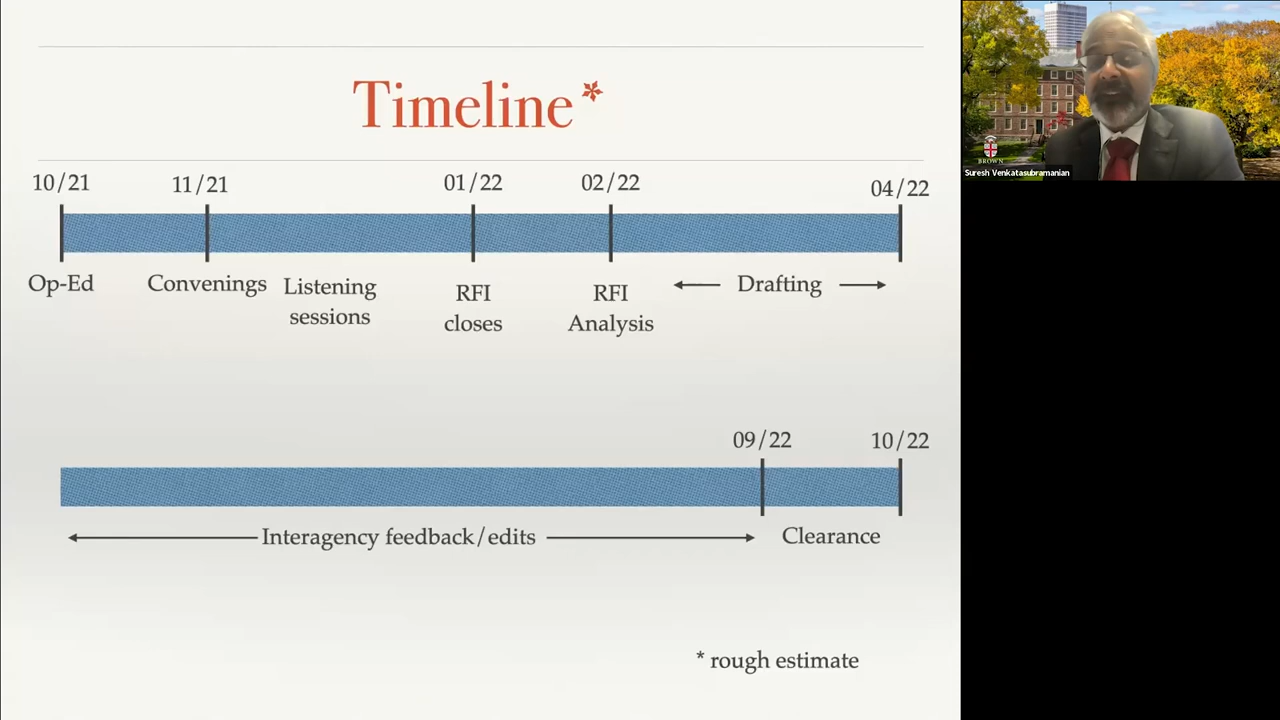 Timeline*
10/21
11/21
01/22
02/22
04/22
Op-Ed
Convenings
Listening
sessions
RFI
closes
RFI
Analysis
Drafting
09/22
10/22
Interagency feedback/edits
Clearance
* rough estimate
BROWN
Suresh Venkatasubramanian